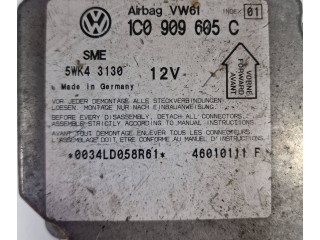 Airbag VW61
INDEX 01
1C0 909 605 C
SME
5WK4 3130
12V
Made in Germany
FORWARD
AVANT
VORNE
VOR JEDER DEMONTAGE ALLE STECKVERBINDUNGEN
LOESEN. MONTAGE NUR NACH EINBAUANWEISUNG.
BEFORE EVERY DISASSEMBLY, DETACH ALL CONNECTORS
ASSEMBLY STRICTLY ACCORDING TO MANUAL INSTRUCTIONS.
AVANT TOUT DEMONTAGE ENLEVER TOUS LES CONNECTEURS
L'ASSEMBLAGE DOIT ETRE CONFORME AU MANUEL D'INSTRUCTIONS.
*0034LD058R61* 46010111 F